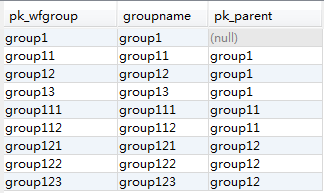 pk_wfgroup groupname pk_parent
group1 group1 (null)
group11 group11 group1
group12 group12 group1
group13 group13 group1
group111 group111 group11
group112 group112 group11
group121 group121 group12
group122 group122 group12
group123 group123 group12